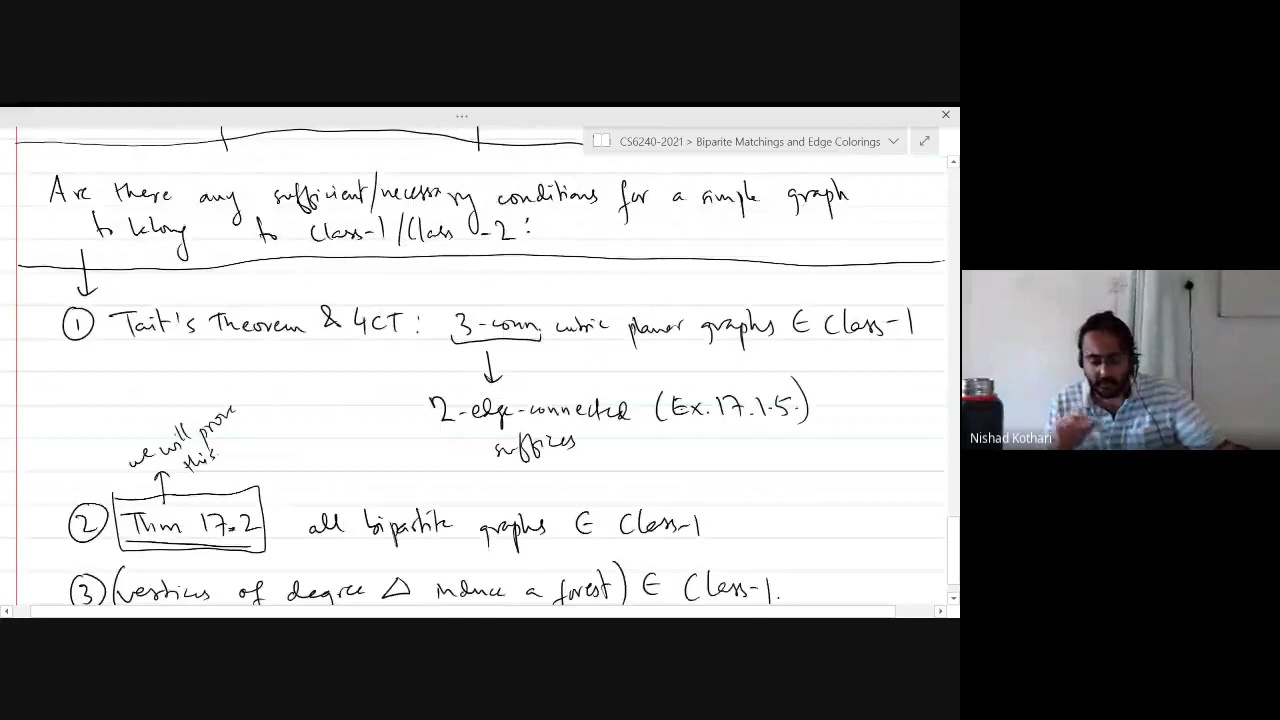 CS6240-2021 > Biparite Matchings and Edge Colorings
Are there any sufficient/necessary conditions for a simple graph
to belong to class-1/Class-2?
① Tait's Theorem & 4CT: 3-conn. cubic planar graphs ∈ Class-1
2-edge-connected (Ex.17.1.5.)
suffices
we will prove
this.
② Thm 17.2 all bipartite graphs ∈ Class-1
③ (vertices of degree Δ induce a forest) ∈ Class-1.
Nishad Kothari